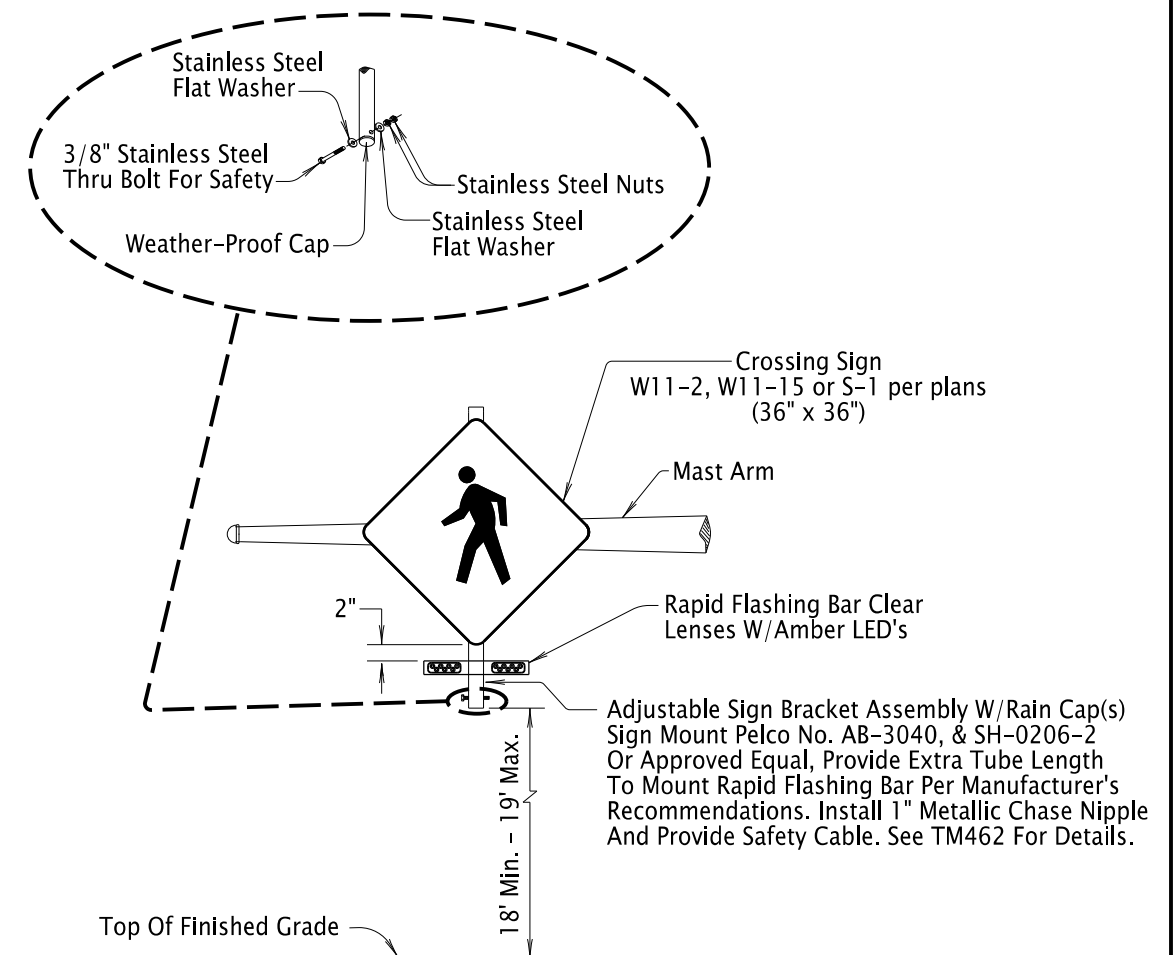 Stainless Steel
Flat Washer
3/8" Stainless Steel
Thru Bolt For Safety
Stainless Steel Nuts
Stainless Steel
Flat Washer
Weather-Proof Cap
Crossing Sign
W11-2, W11-15 or S-1 per plans
(36" x 36")
Mast Arm
2"
Rapid Flashing Bar Clear
Lenses W/Amber LED's
Adjustable Sign Bracket Assembly W/Rain Cap(s)
Sign Mount Pelco No. AB-3040, & SH-0206-2
Or Approved Equal, Provide Extra Tube Length
To Mount Rapid Flashing Bar Per Manufacturer's
Recommendations. Install 1" Metallic Chase Nipple
And Provide Safety Cable. See TM462 For Details.
18' Min. - 19' Max.
Top Of Finished Grade